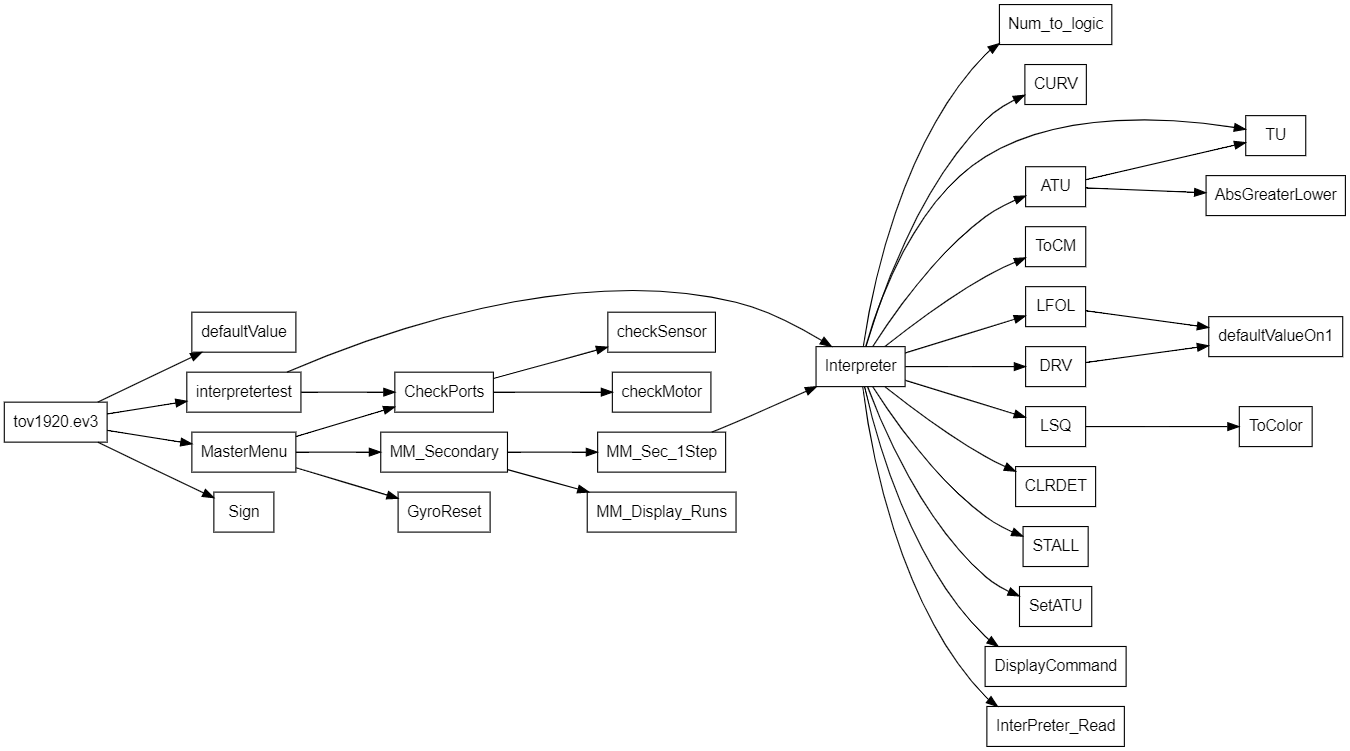 Num_to_logic
CURV
TU
ATU
AbsGreaterLower
ToCM
LFOL
defaultValue
checkSensor
defaultValueOn1
Interpreter
DRV
interpretertest
CheckPorts
checkMotor
tov1920.ev3
LSQ
ToColor
MasterMenu
MM_Secondary
MM_Sec_1Step
CLRDET
Sign
GyroReset
MM_Display_Runs
STALL
SetATU
DisplayCommand
InterPreter_Read